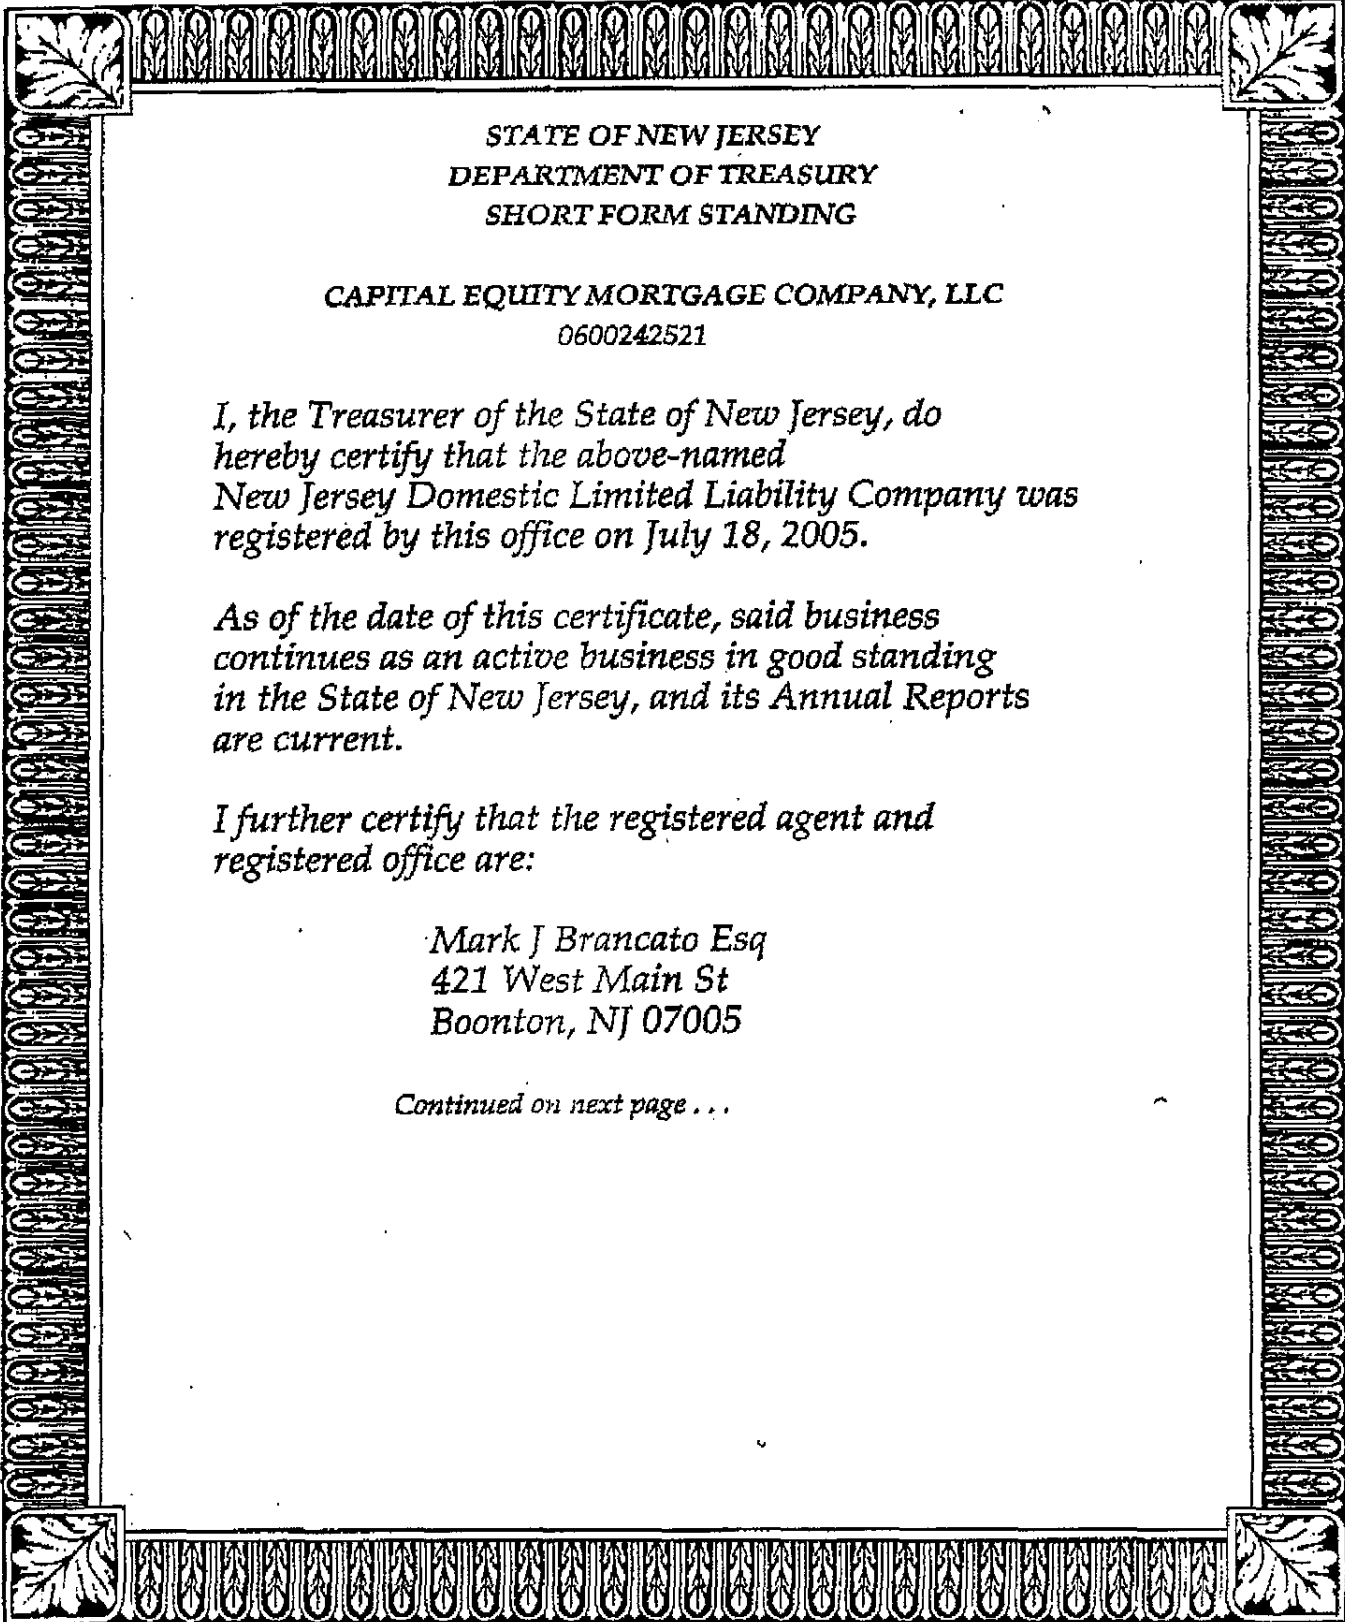 STATE OF NEW JERSEY
DEPARTMENT OF TREASURY
SHORT FORM STANDING
CAPITAL EQUITY MORTGAGE COMPANY, LLC
0600242521
I, the Treasurer of the State of New Jersey, do
hereby certify that the above-named
New Jersey Domestic Limited Liability Company was
registered by this office on July 18, 2005.
As of the date of this certificate, said business
continues as an active business in good standing
in the State of New Jersey, and its Annual Reports
are current.
I further certify that the registered agent and
registered office are:
Mark J Brancato Esq
421 West Main St
Boonton, NJ 07005
Continued on next page . . .